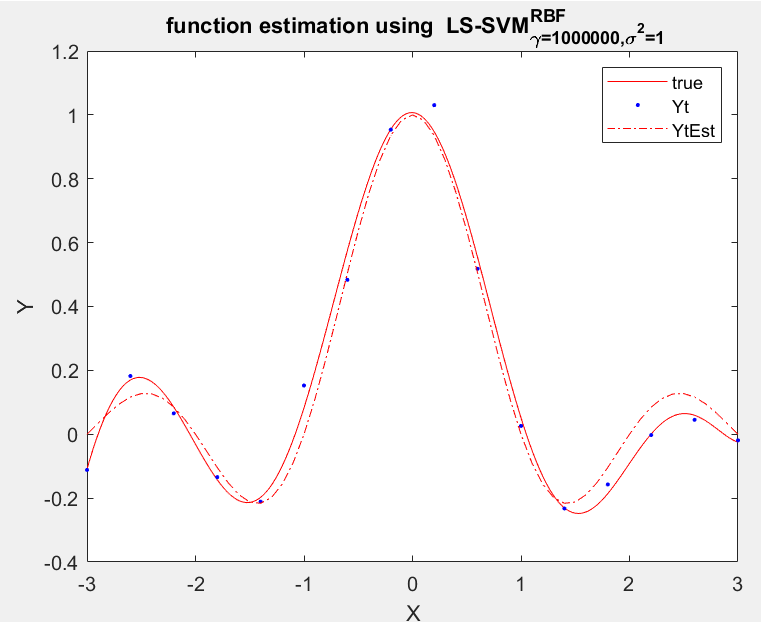 function estimation using LS-SVM RBF γ=1000000,σ2=1
1.2
1
0.8
0.6
0.4
0.2
0
-0.2
-0.4
Y
true
Yt
YtEst
-3 -2 -1 0 1 2 3
X